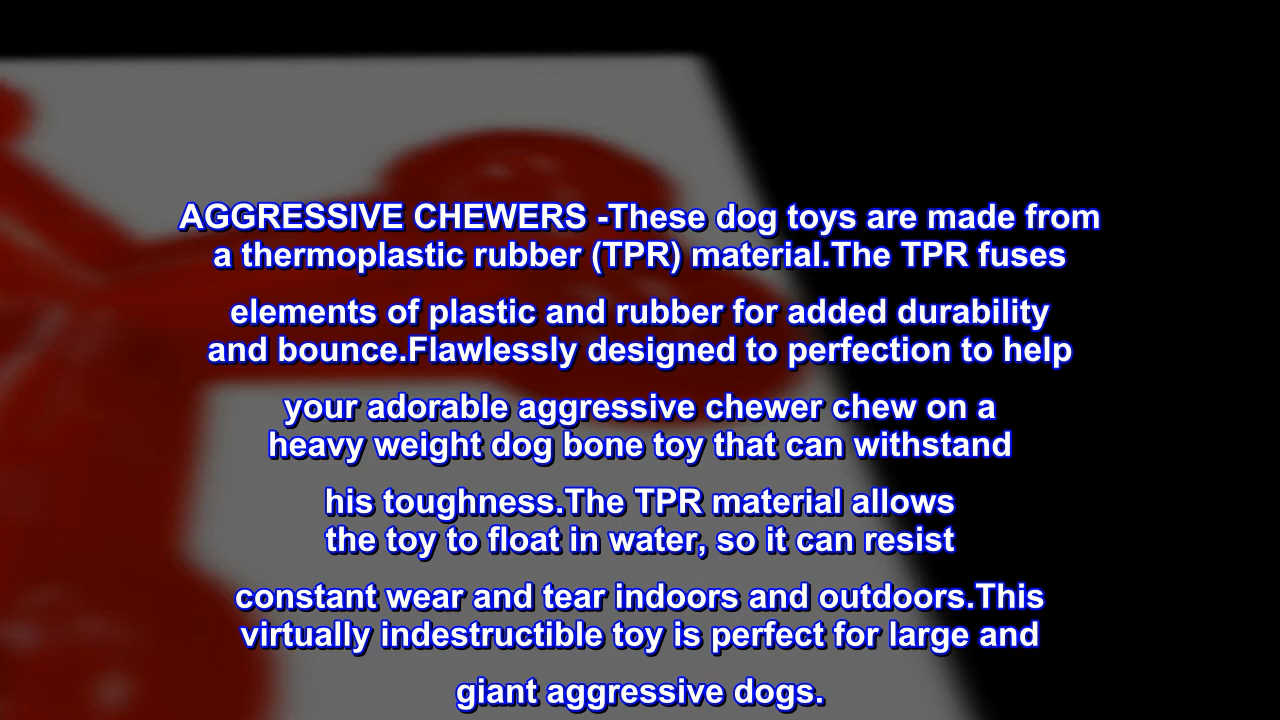 AGGRESSIVE CHEWERS -These dog toys are made from
a thermoplastic rubber (TPR) material.The TPR fuses
elements of plastic and rubber for added durability
and bounce.Flawlessly designed to perfection to help
your adorable aggressive chewer chew on a
heavy weight dog bone toy that can withstand
his toughness.The TPR material allows
the toy to float in water, so it can resist
constant wear and tear indoors and outdoors.This
virtually indestructible toy is perfect for large and
giant aggressive dogs.